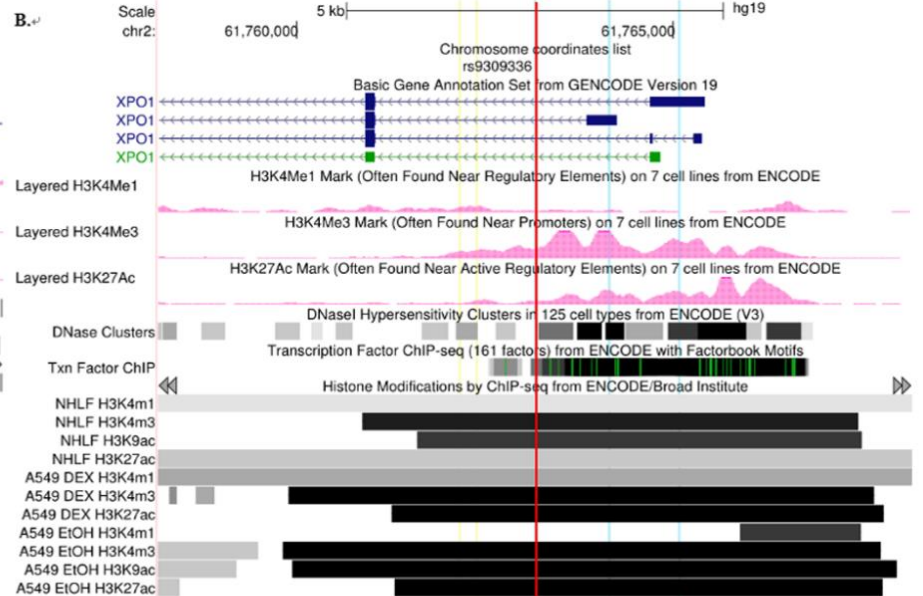 B.↵
Scale 5 kb hg19
chr2: 61,760,000 61,765,000
Chromosome coordinates list
rs9309336
Basic Gene Annotation Set from GENCODE Version 19
XPO1
XPO1
XPO1
XPO1
H3K4Me1 Mark (Often Found Near Regulatory Elements) on 7 cell lines from ENCODE
Layered H3K4Me1
H3K4Me3 Mark (Often Found Near Promoters) on 7 cell lines from ENCODE
Layered H3K4Me3
H3K27Ac Mark (Often Found Near Active Regulatory Elements) on 7 cell lines from ENCODE
Layered H3K27Ac
DNaseI Hypersensitivity Clusters in 125 cell types from ENCODE (V3)
DNase Clusters
Transcription Factor ChIP-seq (161 factors) from ENCODE with Factorbook Motifs
Txn Factor ChIP
Histone Modifications by ChIP-seq from ENCODE/Broad Institute
NHLF H3K4m1
NHLF H3K4m3
NHLF H3K9ac
NHLF H3K27ac
A549 DEX H3K4m1
A549 DEX H3K4m3
A549 DEX H3K27ac
A549 EtOH H3K4m1
A549 EtOH H3K4m3
A549 EtOH H3K9ac
A549 EtOH H3K27ac